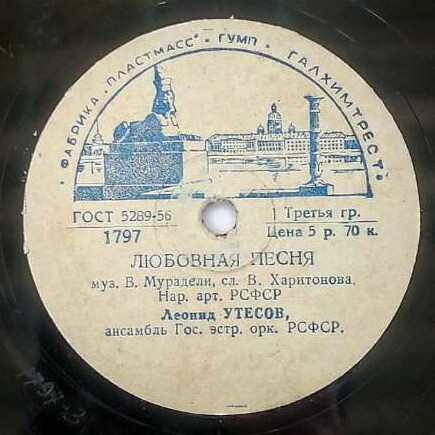 ФАБРИКА • ПЛАСТМАСС • ГУМП • ГАЛХИМТРЕСТ
ГОСТ 5289-56
1797
Третья гр.
Цена 5 р. 70 к.
ЛЮБОВНАЯ ПЕСНЯ
муз. В. Мурадели, сл. В. Харитонова.
Нар. арт. РСФСР
Леонид УТЕСОВ,
ансамбль Гос. эстр. орк. РСФСР.